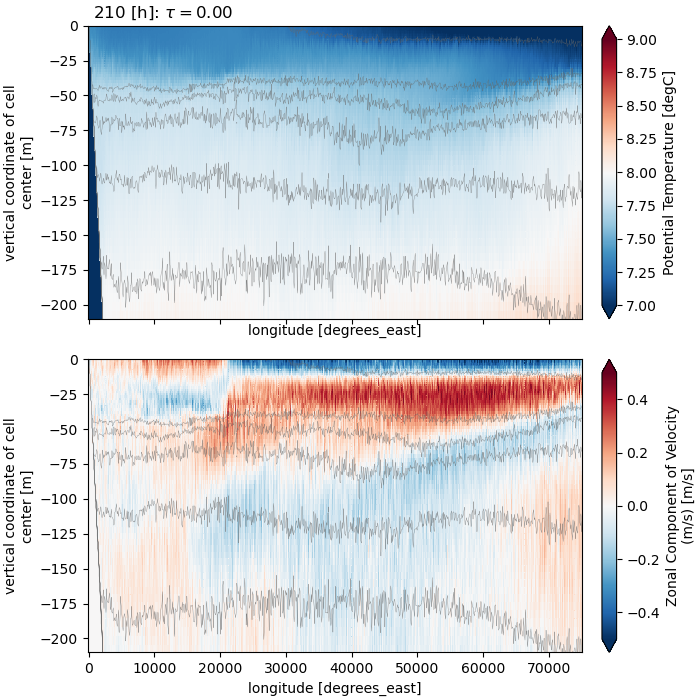 210 [h]: τ = 0.00
0
−25
−50
−75
−100
−125
−150
−175
−200
vertical coordinate of cell
center [m]
longitude [degrees_east]
9.00
8.75
8.50
8.25
8.00
7.75
7.50
7.25
7.00
Potential Temperature [degC]
0
−25
−50
−75
−100
−125
−150
−175
−200
vertical coordinate of cell
center [m]
0 10000 20000 30000 40000 50000 60000 70000
longitude [degrees_east]
0.4
0.2
0.0
−0.2
−0.4
Zonal Component of Velocity
(m/s) [m/s]